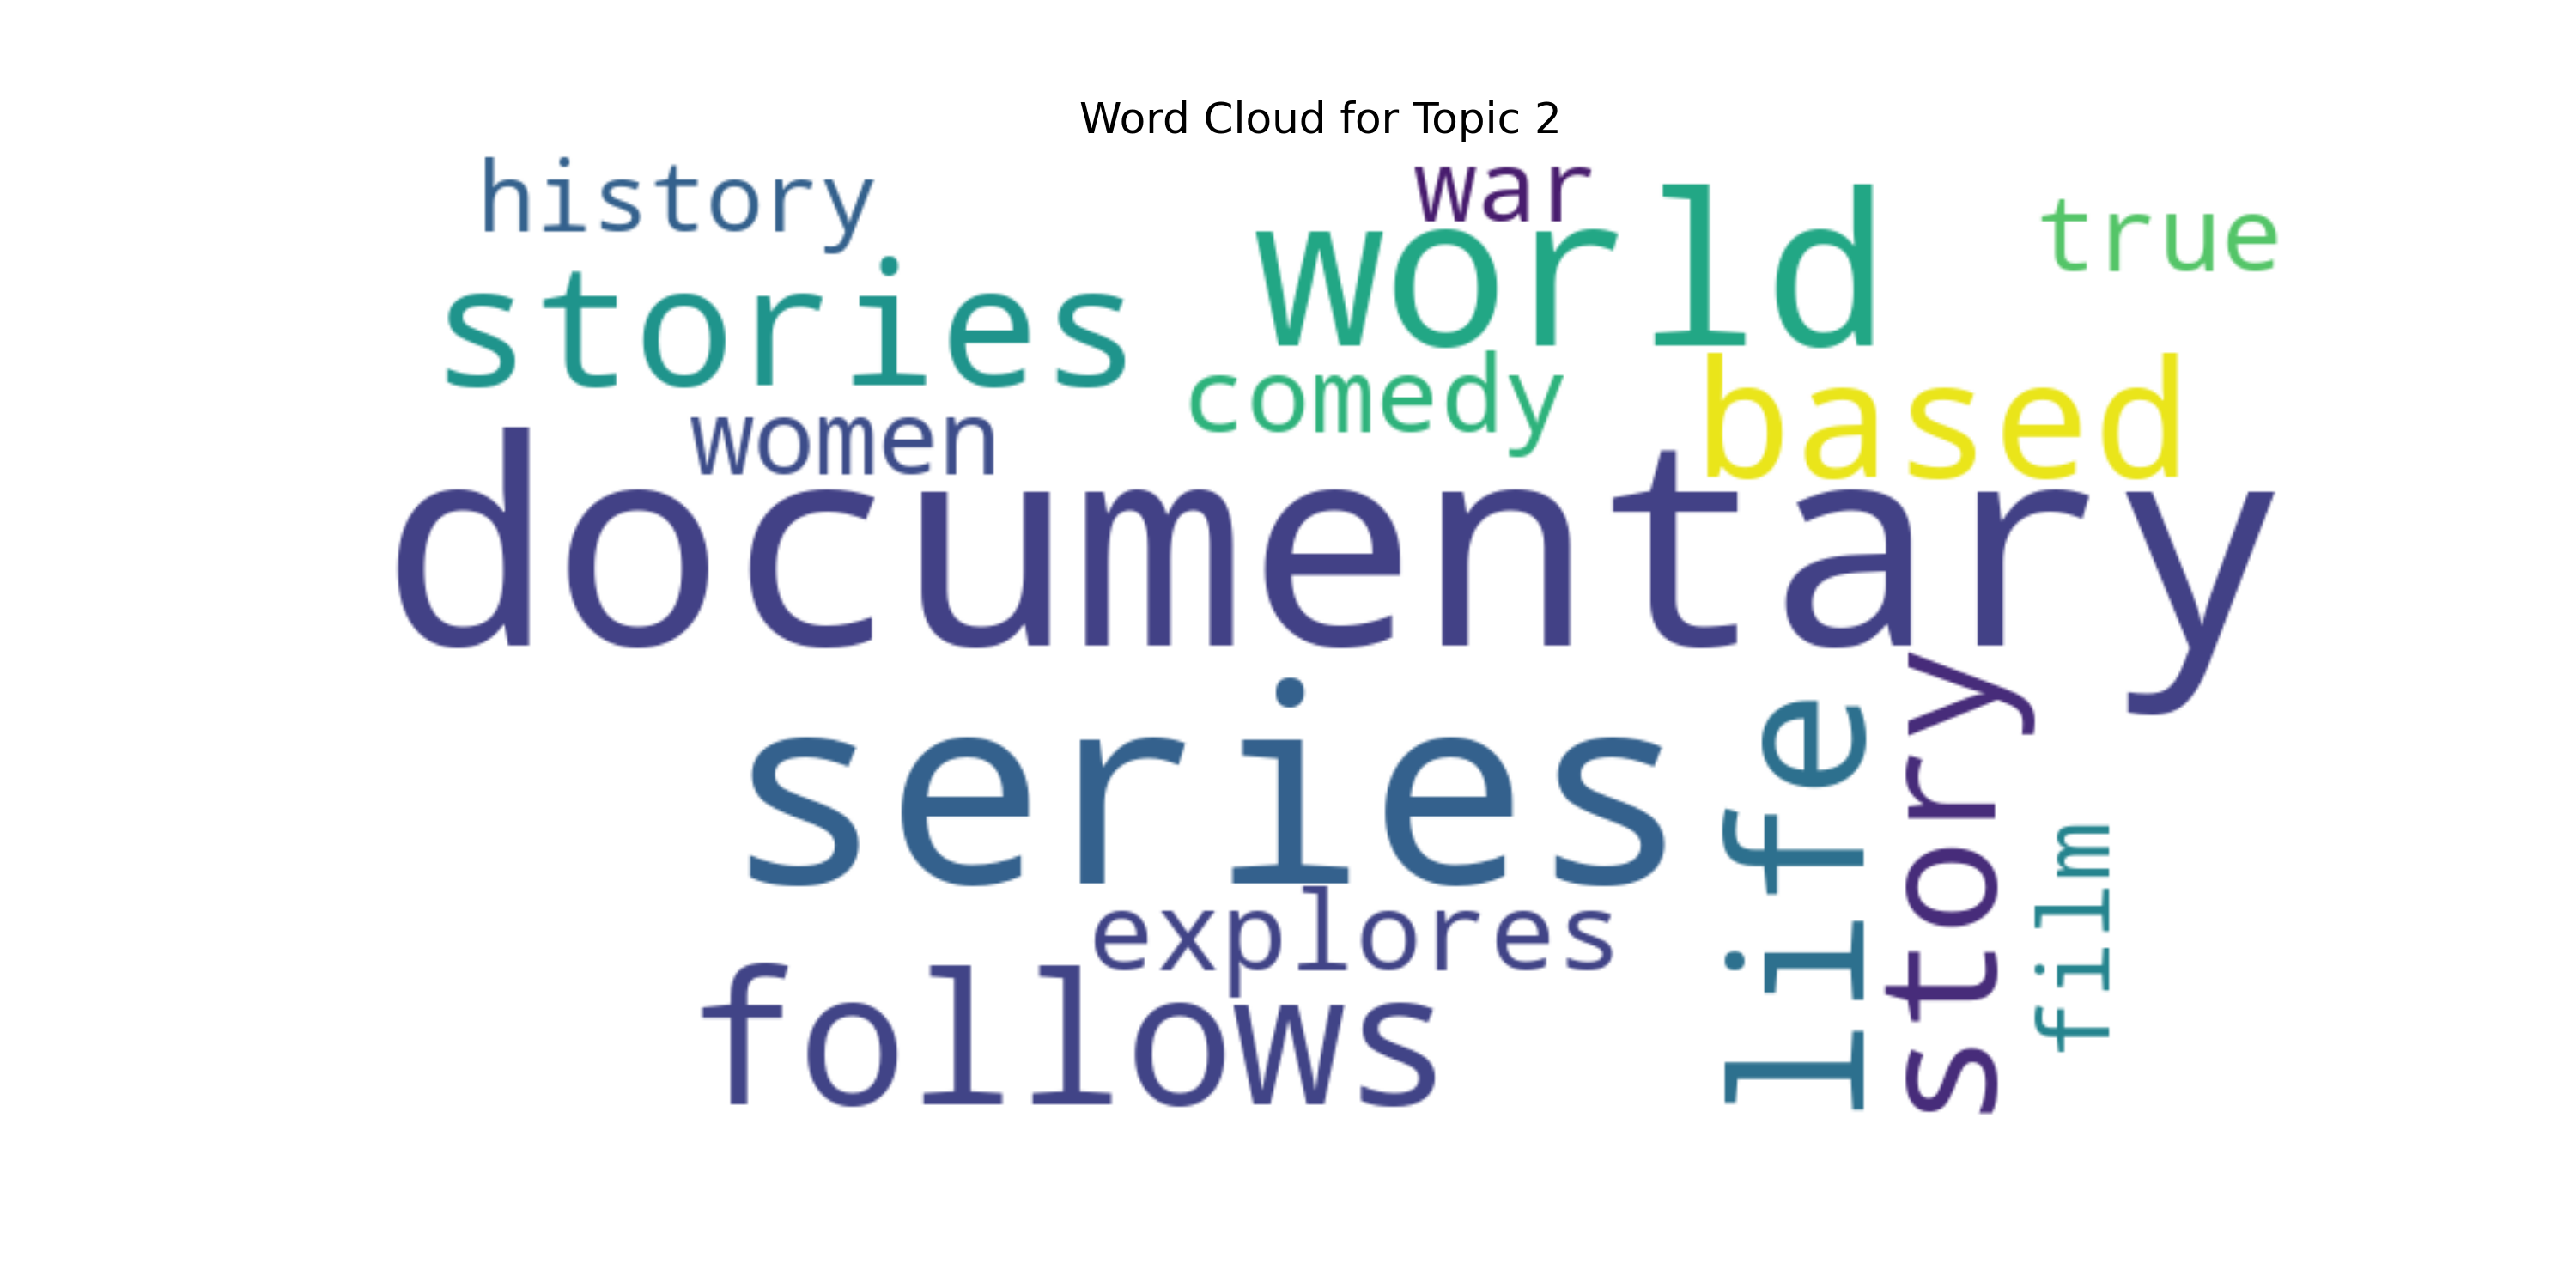 Word Cloud for Topic 2
history
war
true
world
stories
comedy
based
women
documentary
series
life
story
film
explores
follows